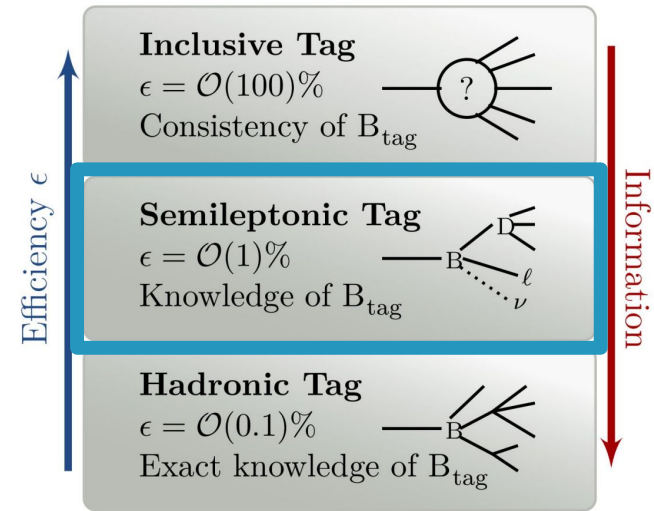 Efficiency ϵ
Inclusive Tag
ϵ = 𝒪(100)%
Consistency of B_tag
?
Semileptonic Tag
ϵ = 𝒪(1)%
Knowledge of B_tag
B
D
ℓ
ν
Hadronic Tag
ϵ = 𝒪(0.1)%
Exact knowledge of B_tag
B
Information